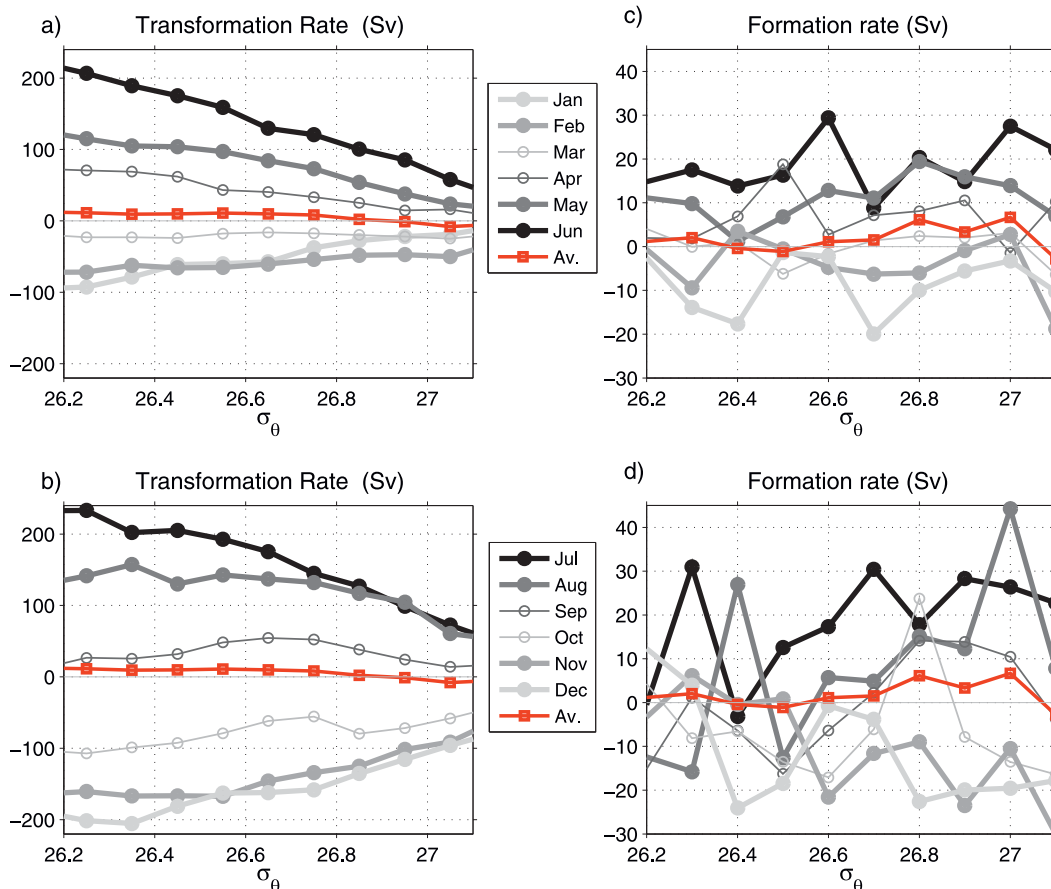 a) Transformation Rate (Sv)
200
100
0
−100
−200
26.2 26.4 26.6 26.8 27
σθ
Jan
Feb
Mar
Apr
May
Jun
Av.
c) Formation rate (Sv)
40
30
20
10
0
−10
−20
−30
26.2 26.4 26.6 26.8 27
σθ
b) Transformation Rate (Sv)
200
100
0
−100
−200
26.2 26.4 26.6 26.8 27
σθ
Jul
Aug
Sep
Oct
Nov
Dec
Av.
d) Formation rate (Sv)
40
30
20
10
0
−10
−20
−30
26.2 26.4 26.6 26.8 27
σθ